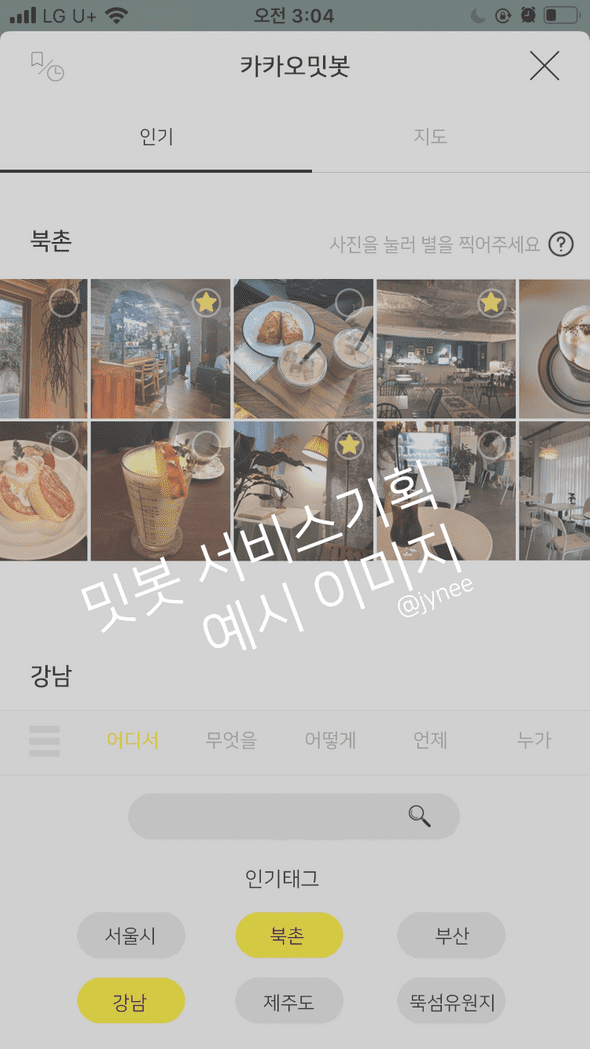 LG U+ 오전 3:04
카카오밋봇
인기 지도
북촌 사진을 눌러 별을 찍어주세요 ?
밋봇 서비스기획
예시 이미지
@jynee
강남
어디서 무엇을 어떻게 언제 누가
인기태그
서울시 북촌 부산
강남 제주도 뚝섬유원지